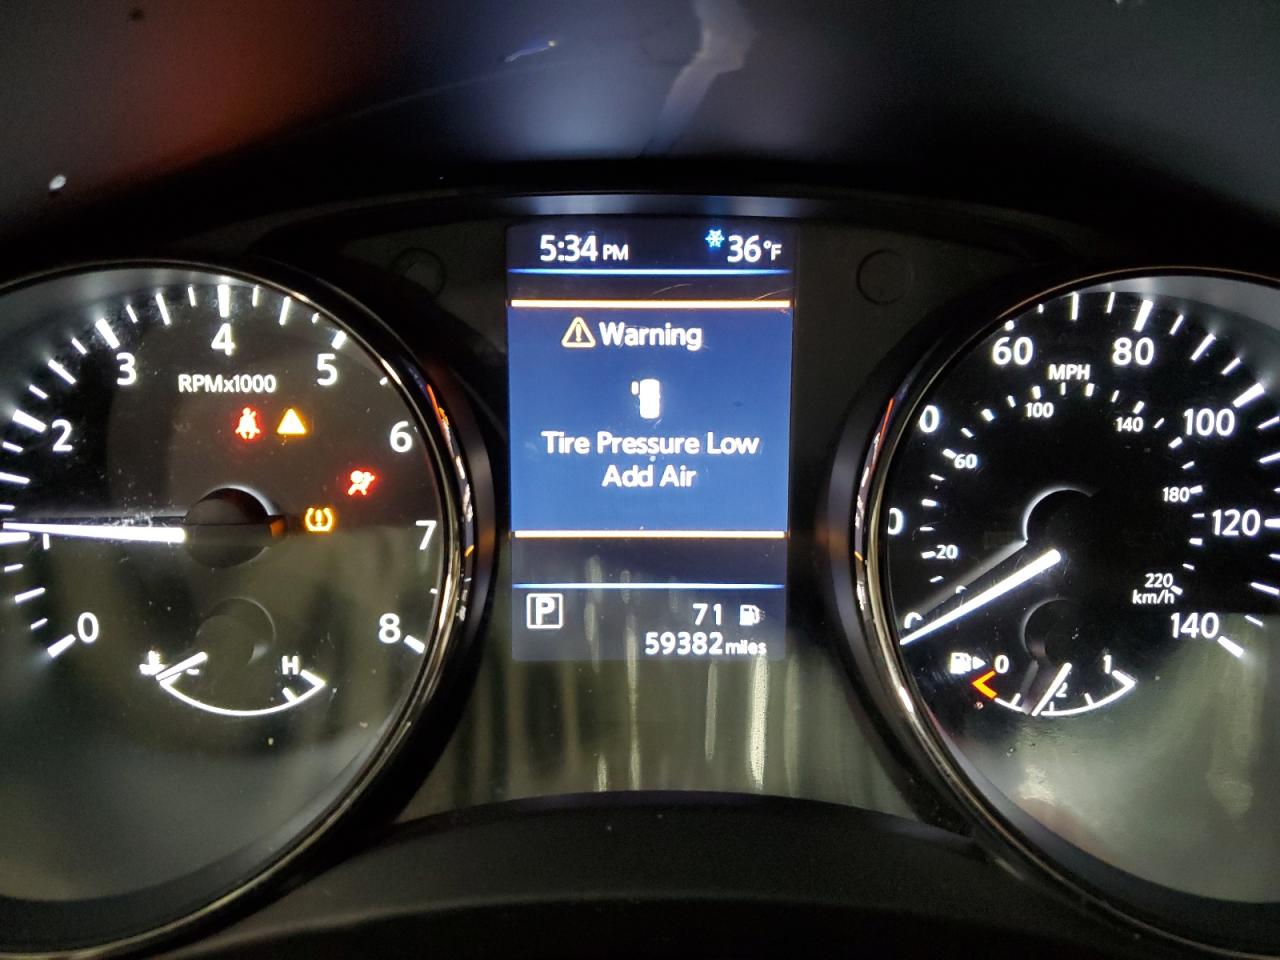 5:34 PM 36°F
Warning
Tire Pressure Low
Add Air
P 71
59382 miles
0 2 3 4 5 6 7 8
RPMx1000
H
60 80 100 120 140
MPH
20 60 100 140 180 220
km/h
0 1